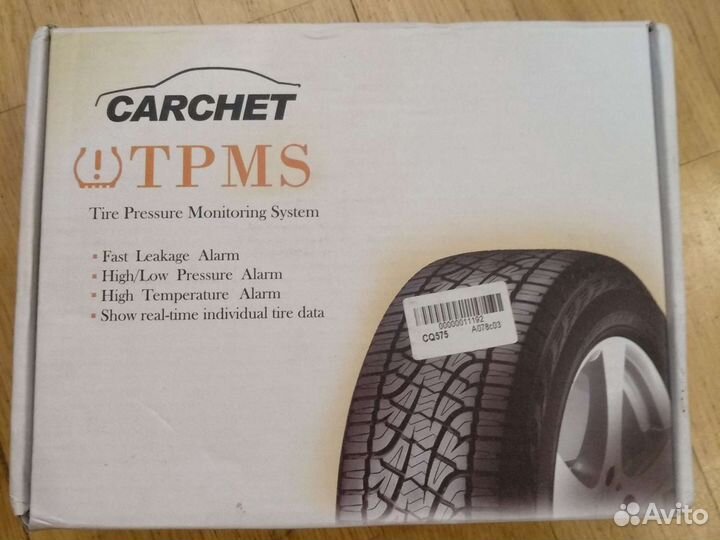 CARCHET
TPMS
Tire Pressure Monitoring System
Fast Leakage Alarm
High/Low Pressure Alarm
High Temperature Alarm
Show real-time individual tire data
00000011192
CQ575 A078c03
Avito